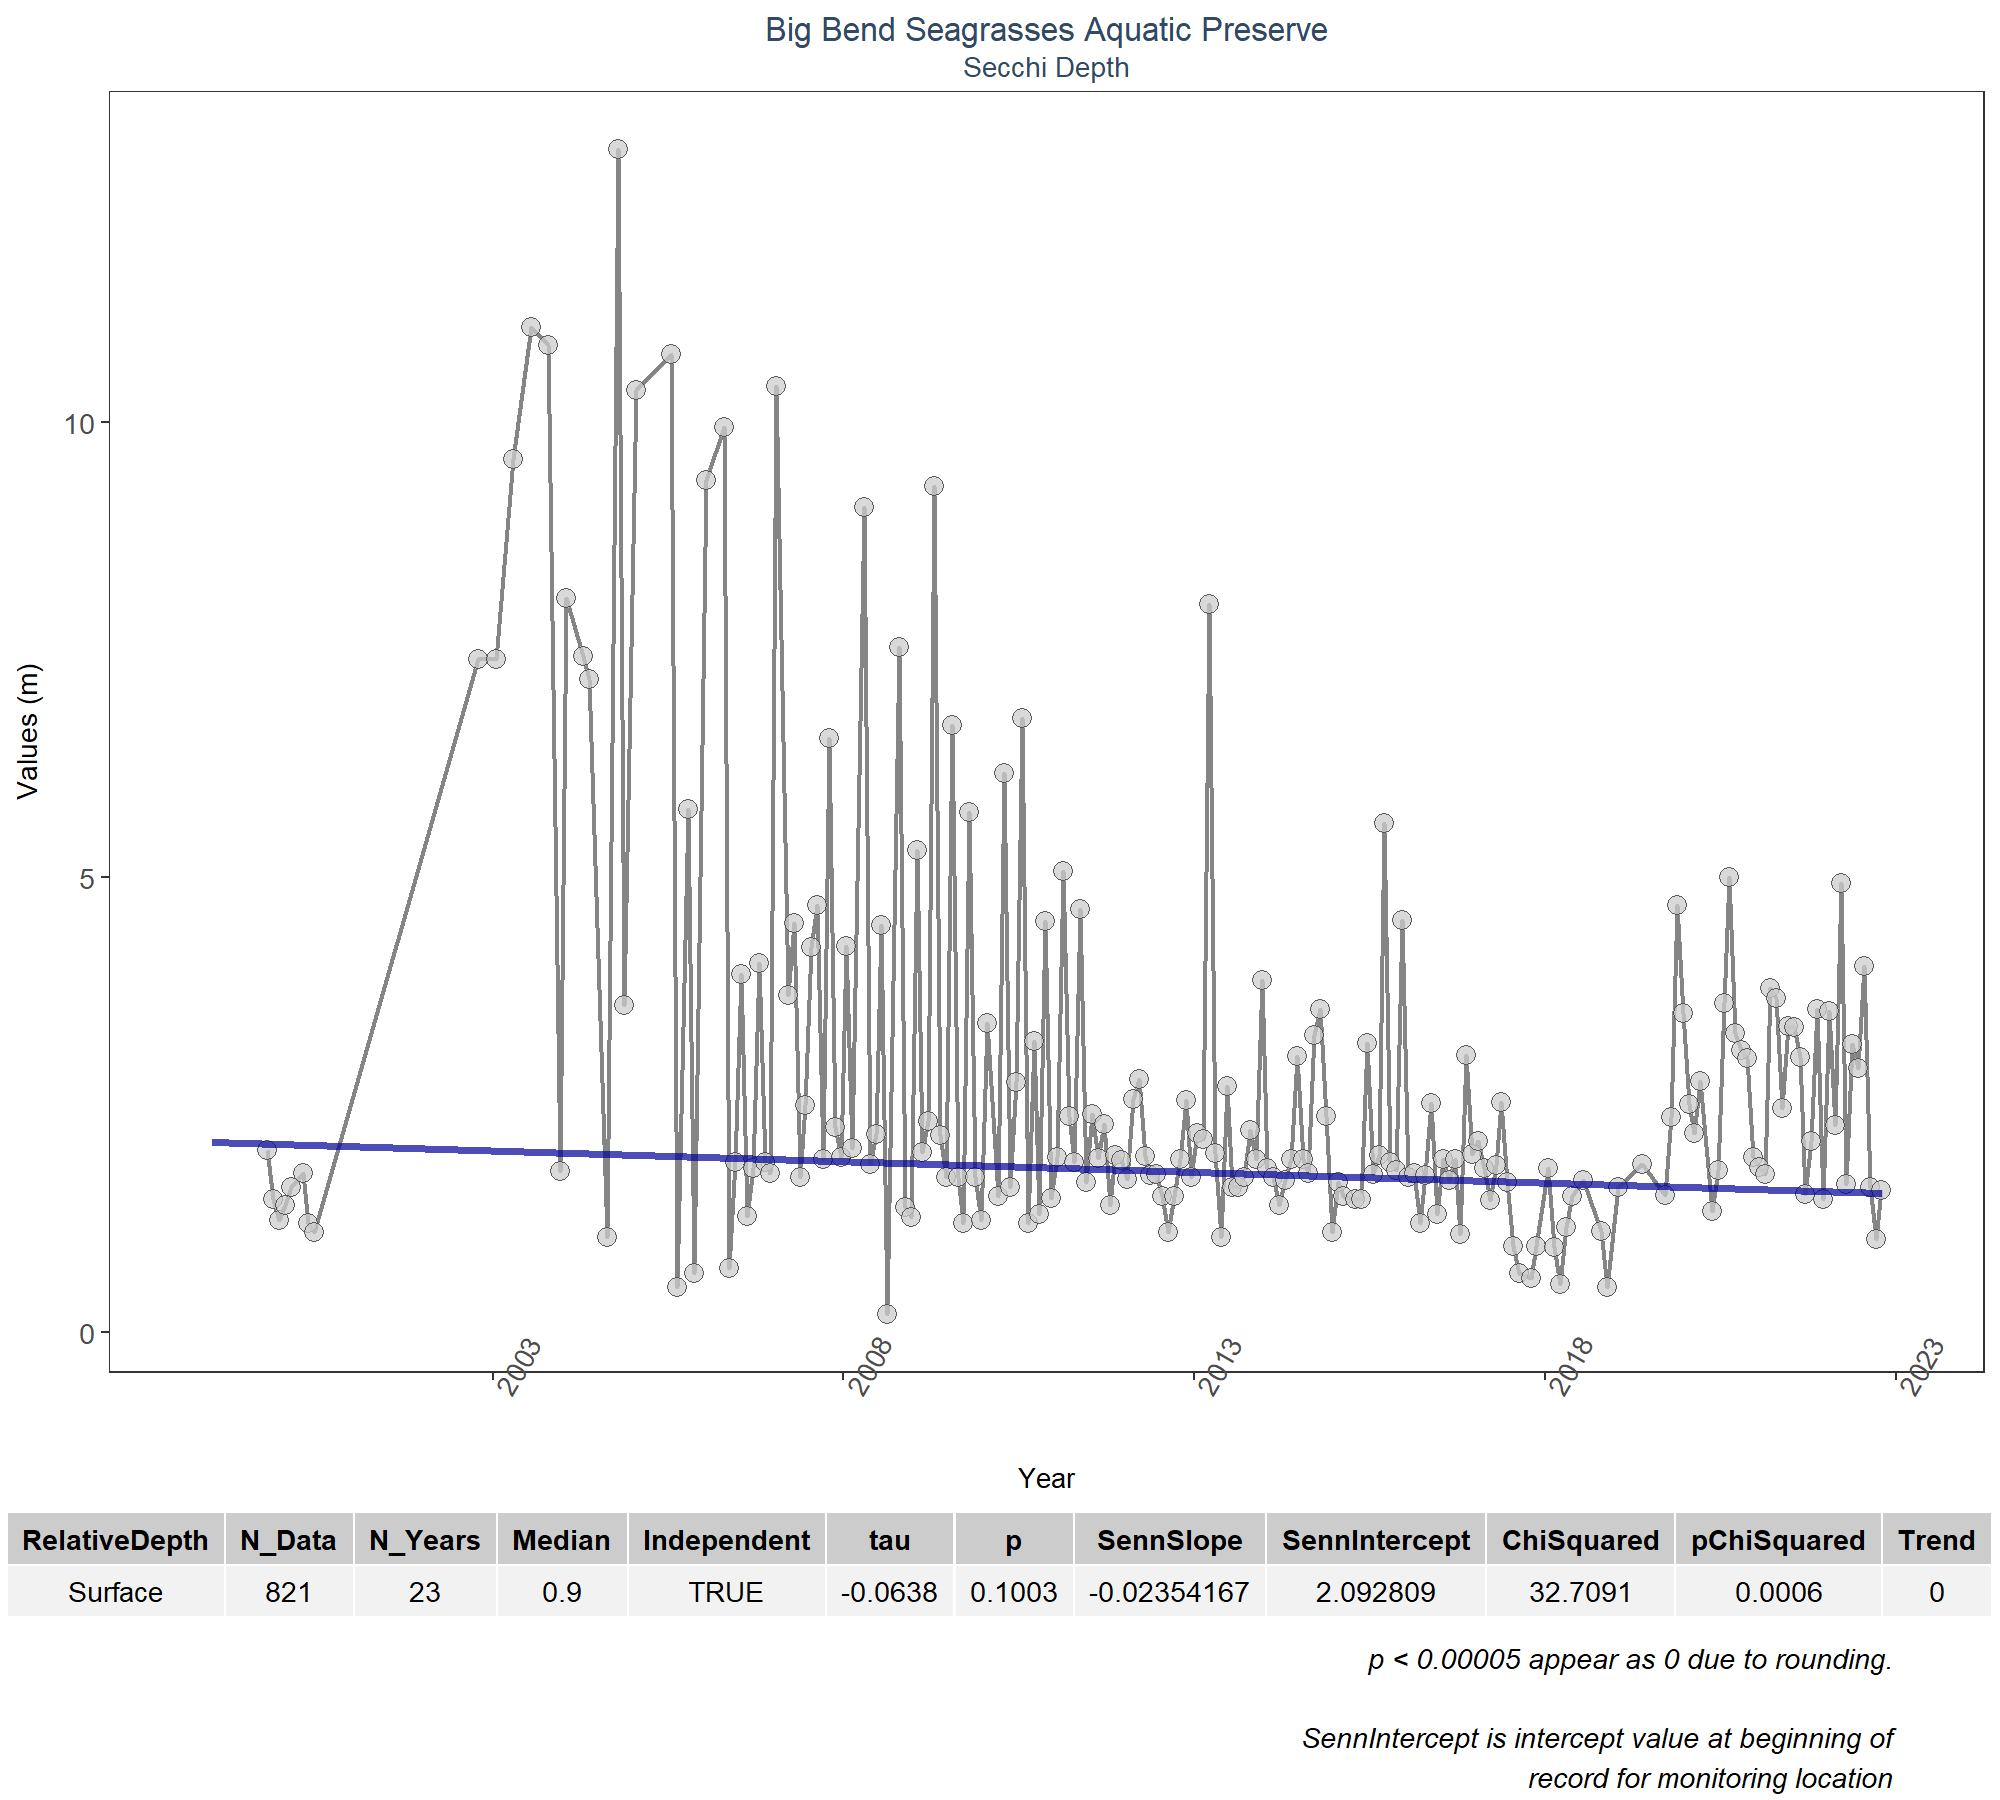 Big Bend Seagrasses Aquatic Preserve
Secchi Depth
Values (m)
10
5
0
2003 2008 2013 2018 2023
Year
RelativeDepth N_Data N_Years Median Independent tau p SennSlope SennIntercept ChiSquared pChiSquared Trend
Surface 821 23 0.9 TRUE -0.0638 0.1003 -0.02354167 2.092809 32.7091 0.0006 0
p < 0.00005 appear as 0 due to rounding.
SennIntercept is intercept value at beginning of
record for monitoring location